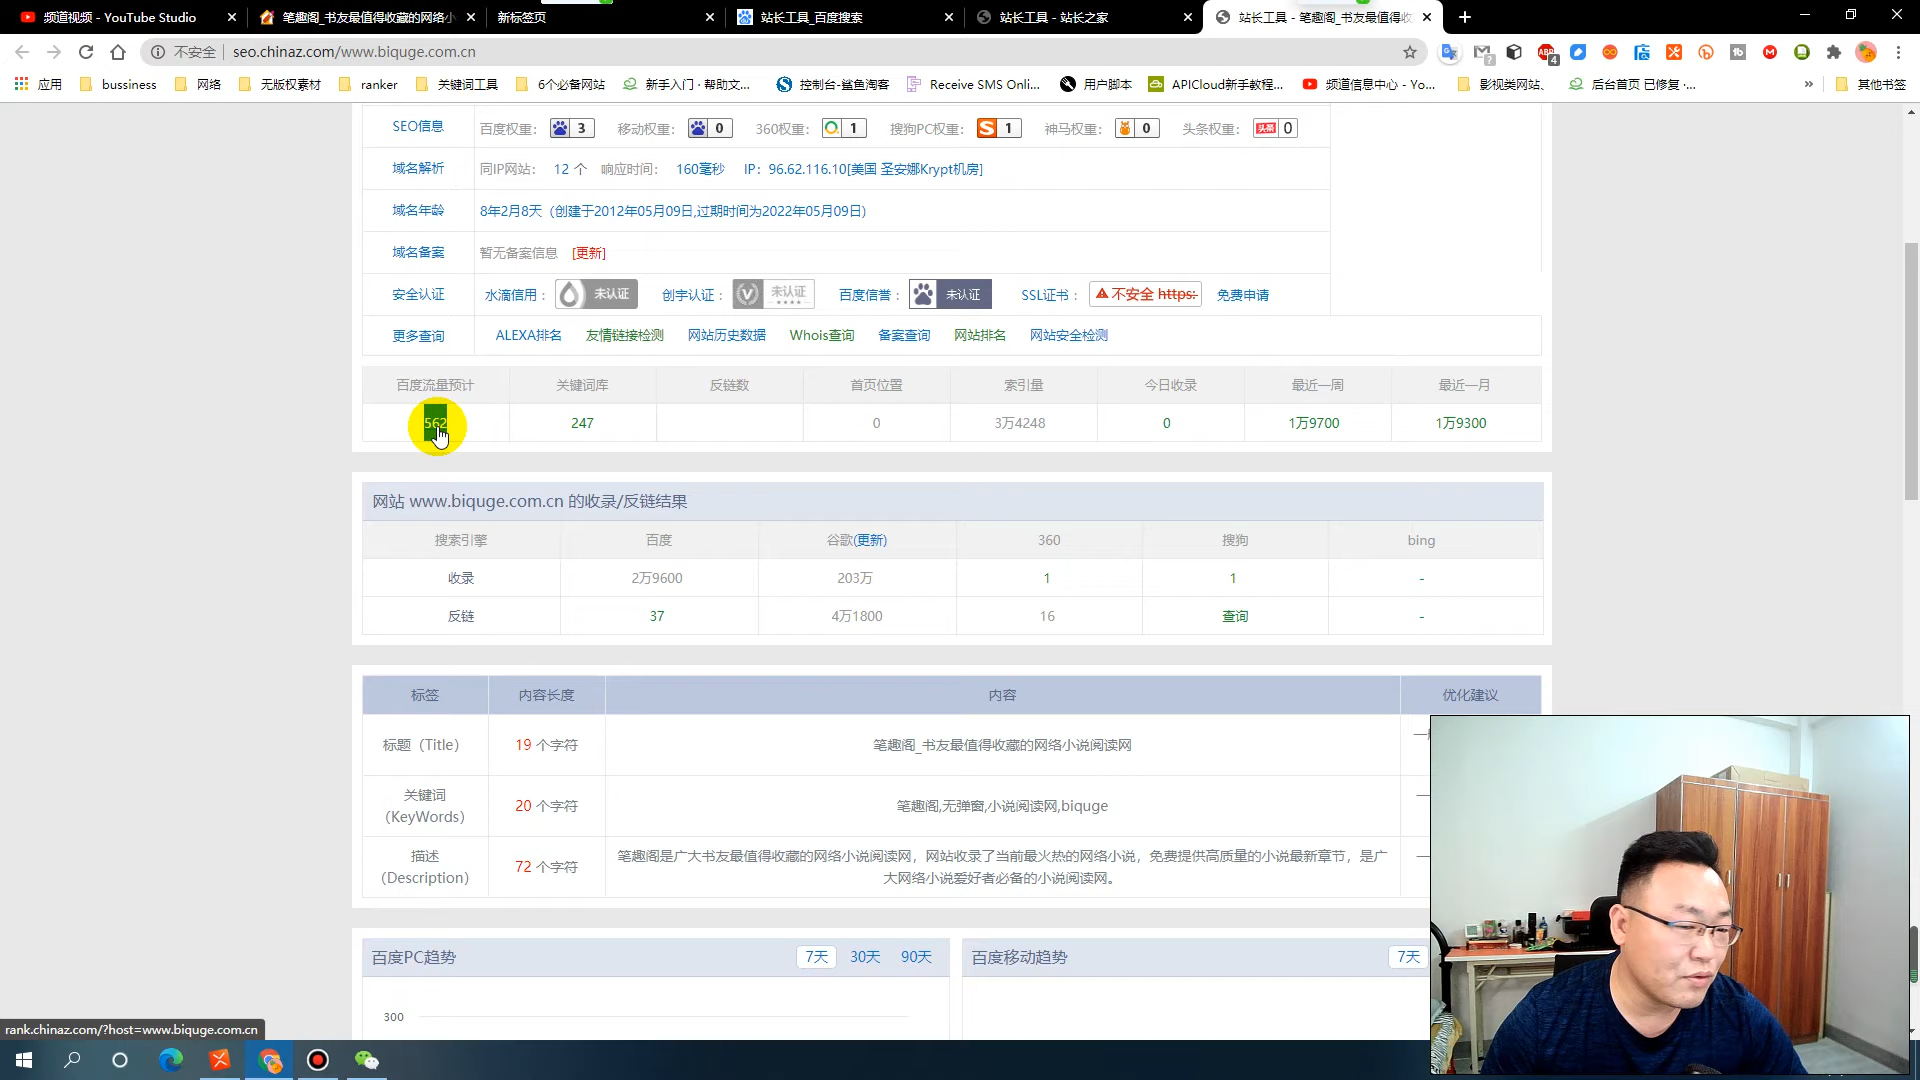 频道视频 - YouTube Studio
笔趣阁_书友最值得收藏的网络小
新标签页
站长工具_百度搜索
站长工具 - 站长之家
站长工具 - 笔趣阁_书友最值得收
不安全 seo.chinaz.com/www.biquge.com.cn
应用 bussiness 网络 无版权素材 ranker 关键词工具 6个必备网站 新手入门 · 帮助文... 控制台-鲨鱼淘客 Receive SMS Onli... 用户脚本 APICloud新手教程... 频道信息中心 - Yo... 影视类网站、 后台首页 已修复 ·... » 其他书签
SEO信息 百度权重： 3 移动权重： 0 360权重： 1 搜狗PC权重： 1 神马权重： 0 头条权重： 头条 0
域名解析 同IP网站： 12 个 响应时间： 160毫秒 IP：96.62.116.10[美国 圣安娜Krypt机房]
域名年龄 8年2月8天（创建于2012年05月09日,过期时间为2022年05月09日）
域名备案 暂无备案信息 [更新]
安全认证 水滴信用： 未认证 创宇认证： 未认证 百度信誉： 未认证 SSL证书： 不安全 https: 免费申请
更多查询 ALEXA排名 友情链接检测 网站历史数据 Whois查询 备案查询 网站排名 网站安全检测
百度流量预计 关键词库 反链数 首页位置 索引量 今日收录 最近一周 最近一月
562 247 0 3万4248 0 1万9700 1万9300
网站 www.biquge.com.cn 的收录/反链结果
搜索引擎 百度 谷歌(更新) 360 搜狗 bing
收录 2万9600 203万 1 1 -
反链 37 4万1800 16 查询 -
标签 内容长度 内容 优化建议
标题（Title） 19 个字符 笔趣阁_书友最值得收藏的网络小说阅读网
关键词
（KeyWords） 20 个字符 笔趣阁,无弹窗,小说阅读网,biquge
描述
（Description） 72 个字符 笔趣阁是广大书友最值得收藏的网络小说阅读网，网站收录了当前最火热的网络小说，免费提供高质量的小说最新章节，是广
大网络小说爱好者必备的小说阅读网。
百度PC趋势 7天 30天 90天
百度移动趋势 7天
300
rank.chinaz.com/?host=www.biquge.com.cn